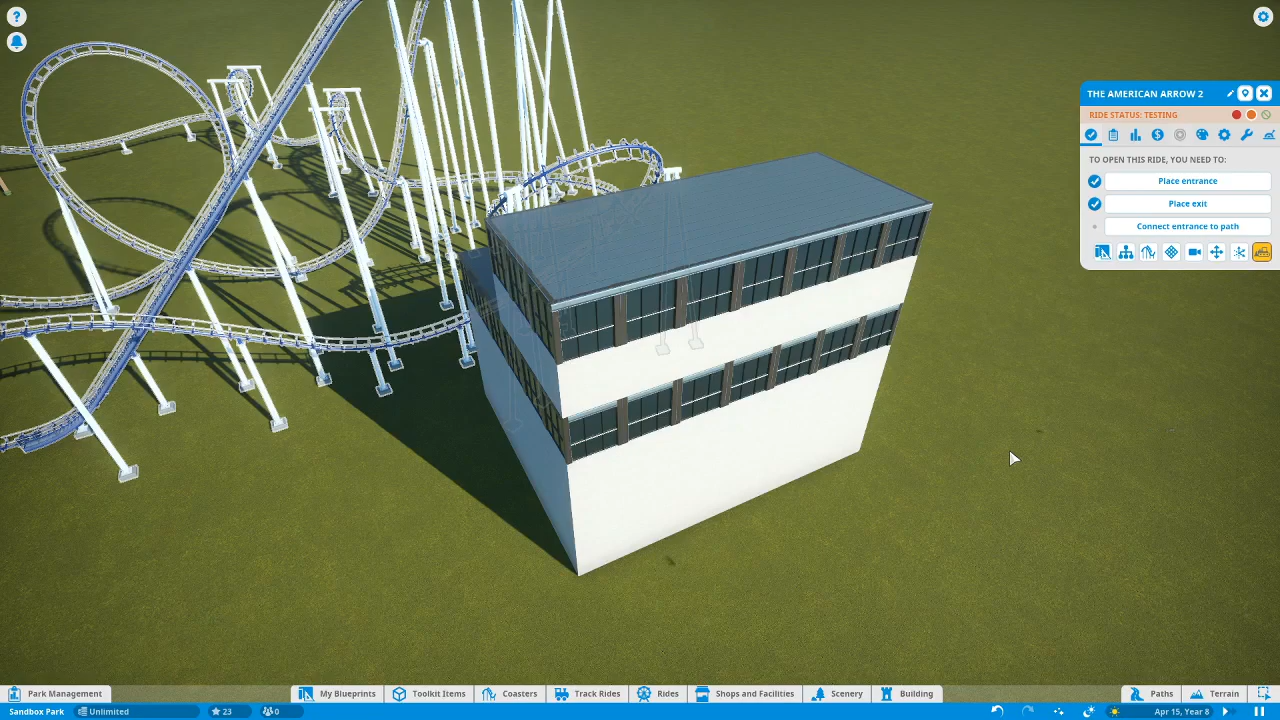 ?
THE AMERICAN ARROW 2
RIDE STATUS: TESTING
$
TO OPEN THIS RIDE, YOU NEED TO:
Place entrance
Place exit
Connect entrance to path
Park Management
My Blueprints
Toolkit Items
Coasters
Track Rides
Rides
Shops and Facilities
Scenery
Building
Paths
Terrain
Sandbox Park
Unlimited
23
0
Apr 15, Year 8